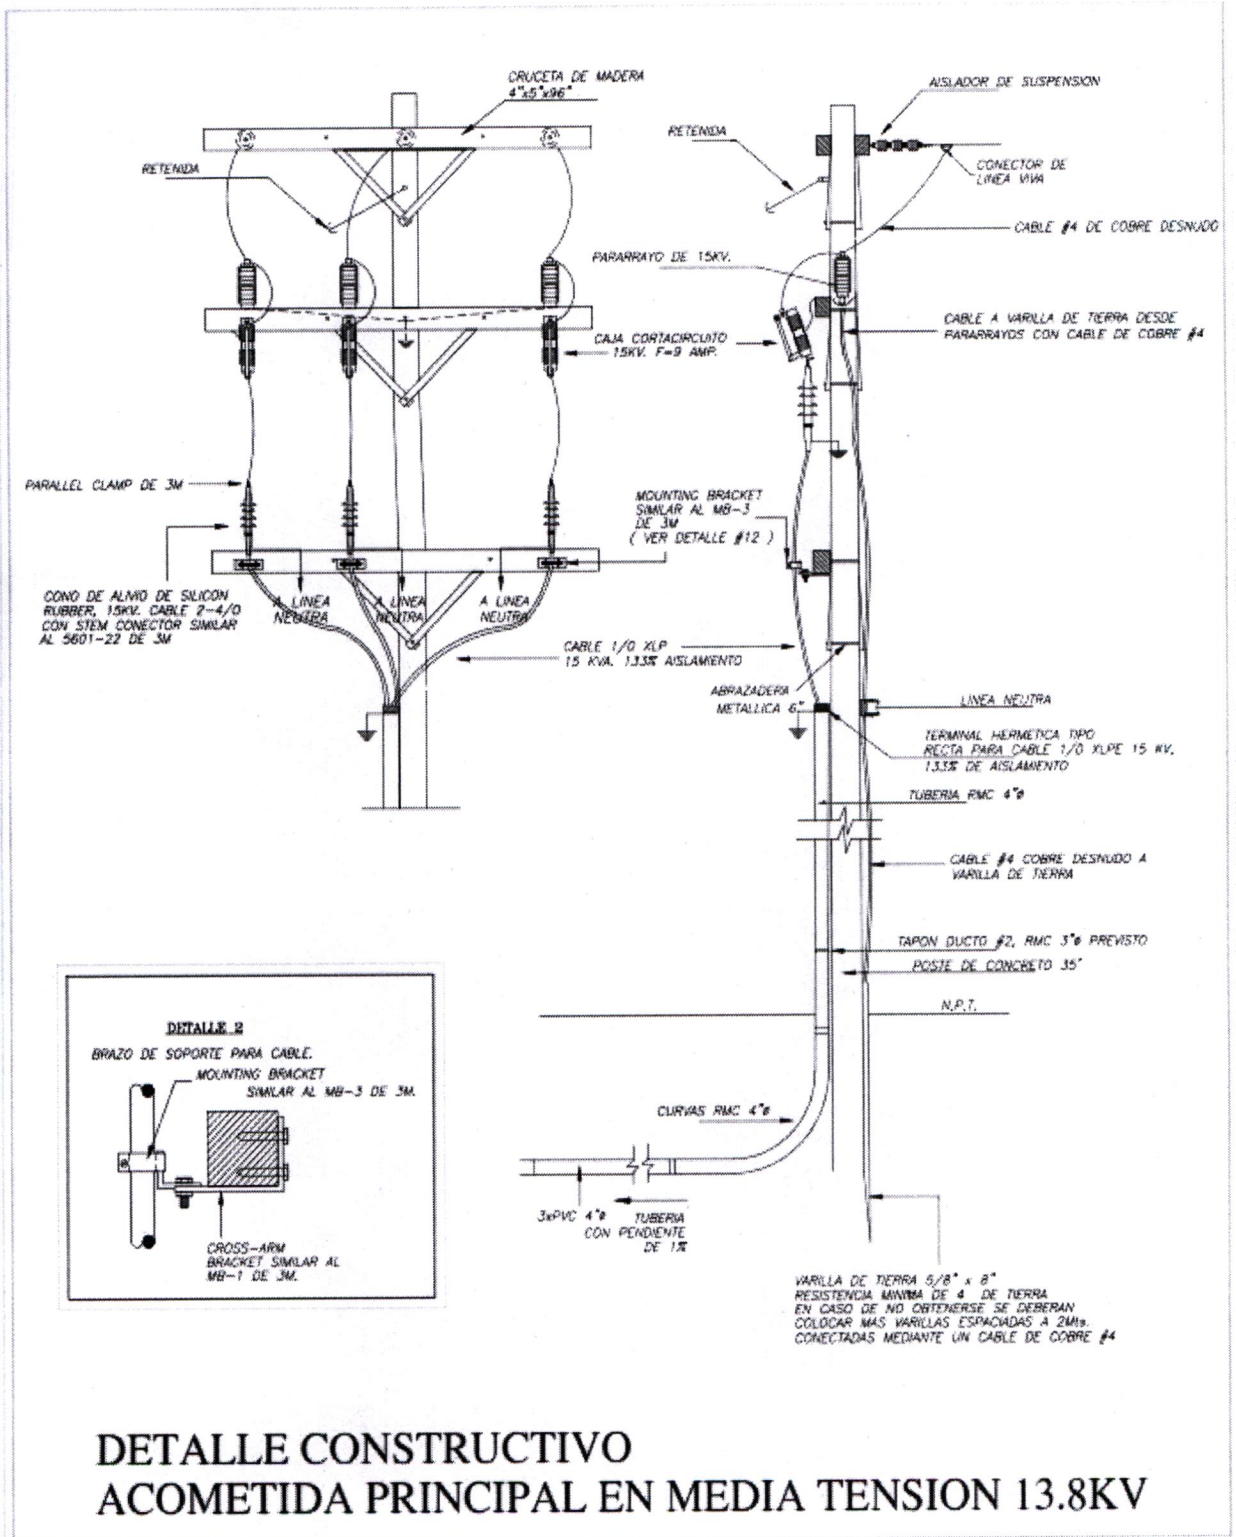 CRUCETA DE MADERA
4"x5"x96"
RETENIDA
PARALLEL CLAMP DE 3M
CONO DE ALIVIO DE SILICON
RUBBER, 15KV. CABLE 2-4/0
CON STEM CONECTOR SIMILAR
AL 5601-22 DE 3M
A LINEA
NEUTRA
A LINEA
NEUTRA
A LINEA
NEUTRA
CAJA CORTACIRCUITO
15KV. F=9 AMP.
MOUNTING BRACKET
SIMILAR AL MB-3
DE 3M
( VER DETALLE #12 )
CABLE 1/0 XLP
15 KVA. 133% AISLAMIENTO
AISLADOR DE SUSPENSION
RETENIDA
CONECTOR DE
LINEA VIVA
CABLE #4 DE COBRE DESNUDO
PARARRAYO DE 15KV.
CABLE A VARILLA DE TIERRA DESDE
PARARRAYOS CON CABLE DE COBRE #4
ABRAZADERA
METALLICA 6"
LINEA NEUTRA
TERMINAL HERMETICA TIPO
RECTA PARA CABLE 1/0 XLPE 15 KV.
133% DE AISLAMIENTO
TUBERIA RMC 4"ø
CABLE #4 COBRE DESNUDO A
VARILLA DE TIERRA
TAPON DUCTO #2, RMC 3"ø PREVISTO
POSTE DE CONCRETO 35'
N.P.T.
CURVAS RMC 4"ø
3xPVC 4"ø
TUBERIA
CON PENDIENTE
DE 1%
VARILLA DE TIERRA 5/8" x 8"
RESISTENCIA MINIMA DE 4 DE TIERRA
EN CASO DE NO OBTENERSE SE DEBERAN
COLOCAR MAS VARILLAS ESPACIADAS A 2Mts.
CONECTADAS MEDIANTE UN CABLE DE COBRE #4
DETALLE 2
BRAZO DE SOPORTE PARA CABLE.
MOUNTING BRACKET
SIMILAR AL MB-3 DE 3M.
CROSS-ARM
BRACKET SIMILAR AL
MB-1 DE 3M.
DETALLE CONSTRUCTIVO
ACOMETIDA PRINCIPAL EN MEDIA TENSION 13.8KV